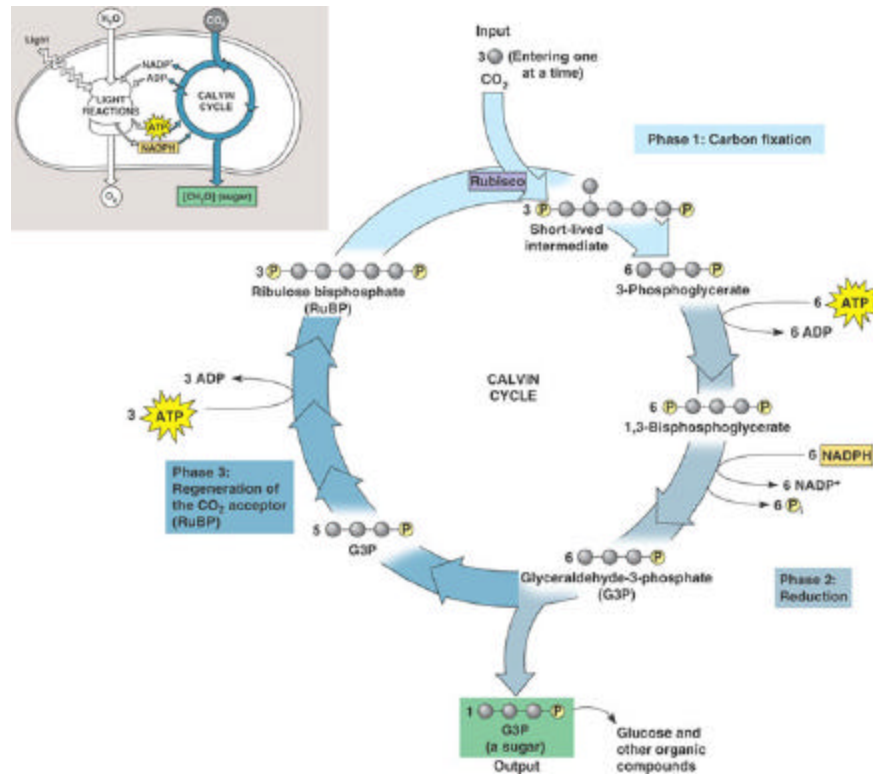 H₂O
CO₂
Light
NADP⁺
ADP
LIGHT
REACTIONS
CALVIN
CYCLE
ATP
NADPH
O₂
[CH₂O] (sugar)
Input
3 (Entering one
at a time)
CO₂
Phase 1: Carbon fixation
Rubisco
3 P P
Short-lived
intermediate
3 P P
Ribulose bisphosphate
(RuBP)
6 P
3-Phosphoglycerate
6 ATP
6 ADP
CALVIN
CYCLE
3 ADP
3 ATP
6 P P
1,3-Bisphosphoglycerate
6 NADPH
6 NADP⁺
6 Pᵢ
Phase 3:
Regeneration of
the CO₂ acceptor
(RuBP)
5 P
G3P
6 P
Glyceraldehyde-3-phosphate
(G3P)
Phase 2:
Reduction
1 P
G3P
(a sugar)
Output
Glucose and
other organic
compounds